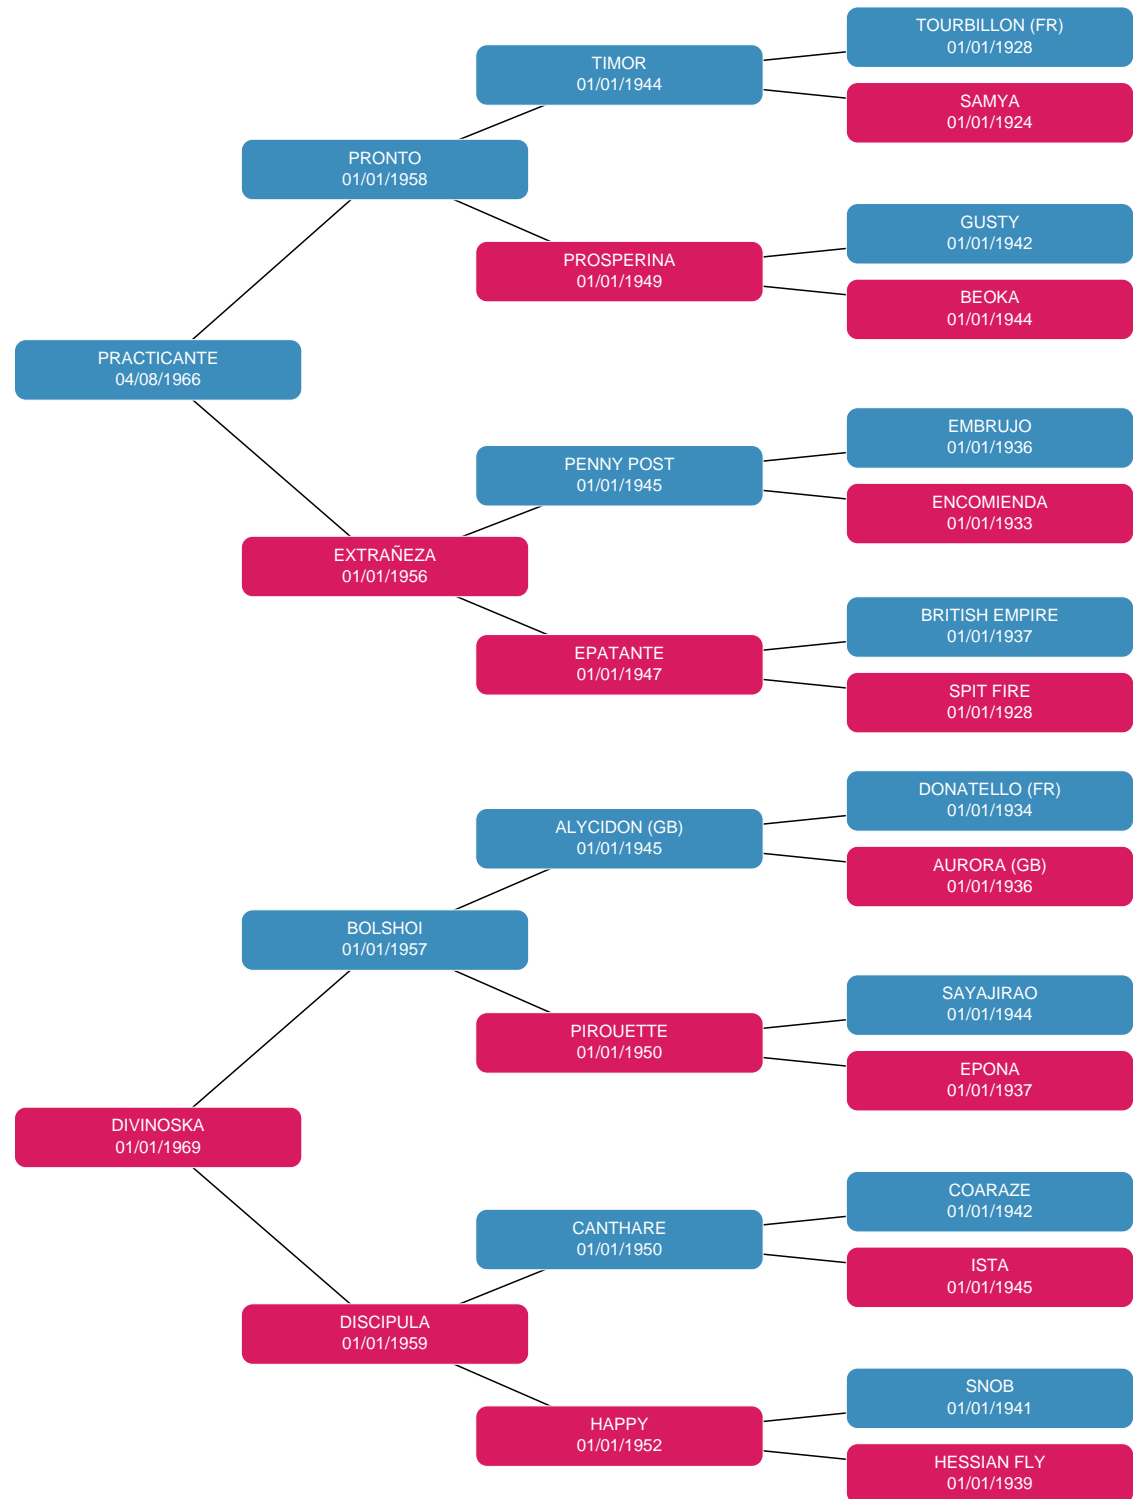 TOURBILLON (FR)
01/01/1928
TIMOR
01/01/1944
SAMYA
01/01/1924
PRONTO
01/01/1958
GUSTY
01/01/1942
PROSPERINA
01/01/1949
BEOKA
01/01/1944
PRACTICANTE
04/08/1966
EMBRUJO
01/01/1936
PENNY POST
01/01/1945
ENCOMIENDA
01/01/1933
EXTRAÑEZA
01/01/1956
BRITISH EMPIRE
01/01/1937
EPATANTE
01/01/1947
SPIT FIRE
01/01/1928
DONATELLO (FR)
01/01/1934
ALYCIDON (GB)
01/01/1945
AURORA (GB)
01/01/1936
BOLSHOI
01/01/1957
SAYAJIRAO
01/01/1944
PIROUETTE
01/01/1950
EPONA
01/01/1937
DIVINOSKA
01/01/1969
COARAZE
01/01/1942
CANTHARE
01/01/1950
ISTA
01/01/1945
DISCIPULA
01/01/1959
SNOB
01/01/1941
HAPPY
01/01/1952
HESSIAN FLY
01/01/1939